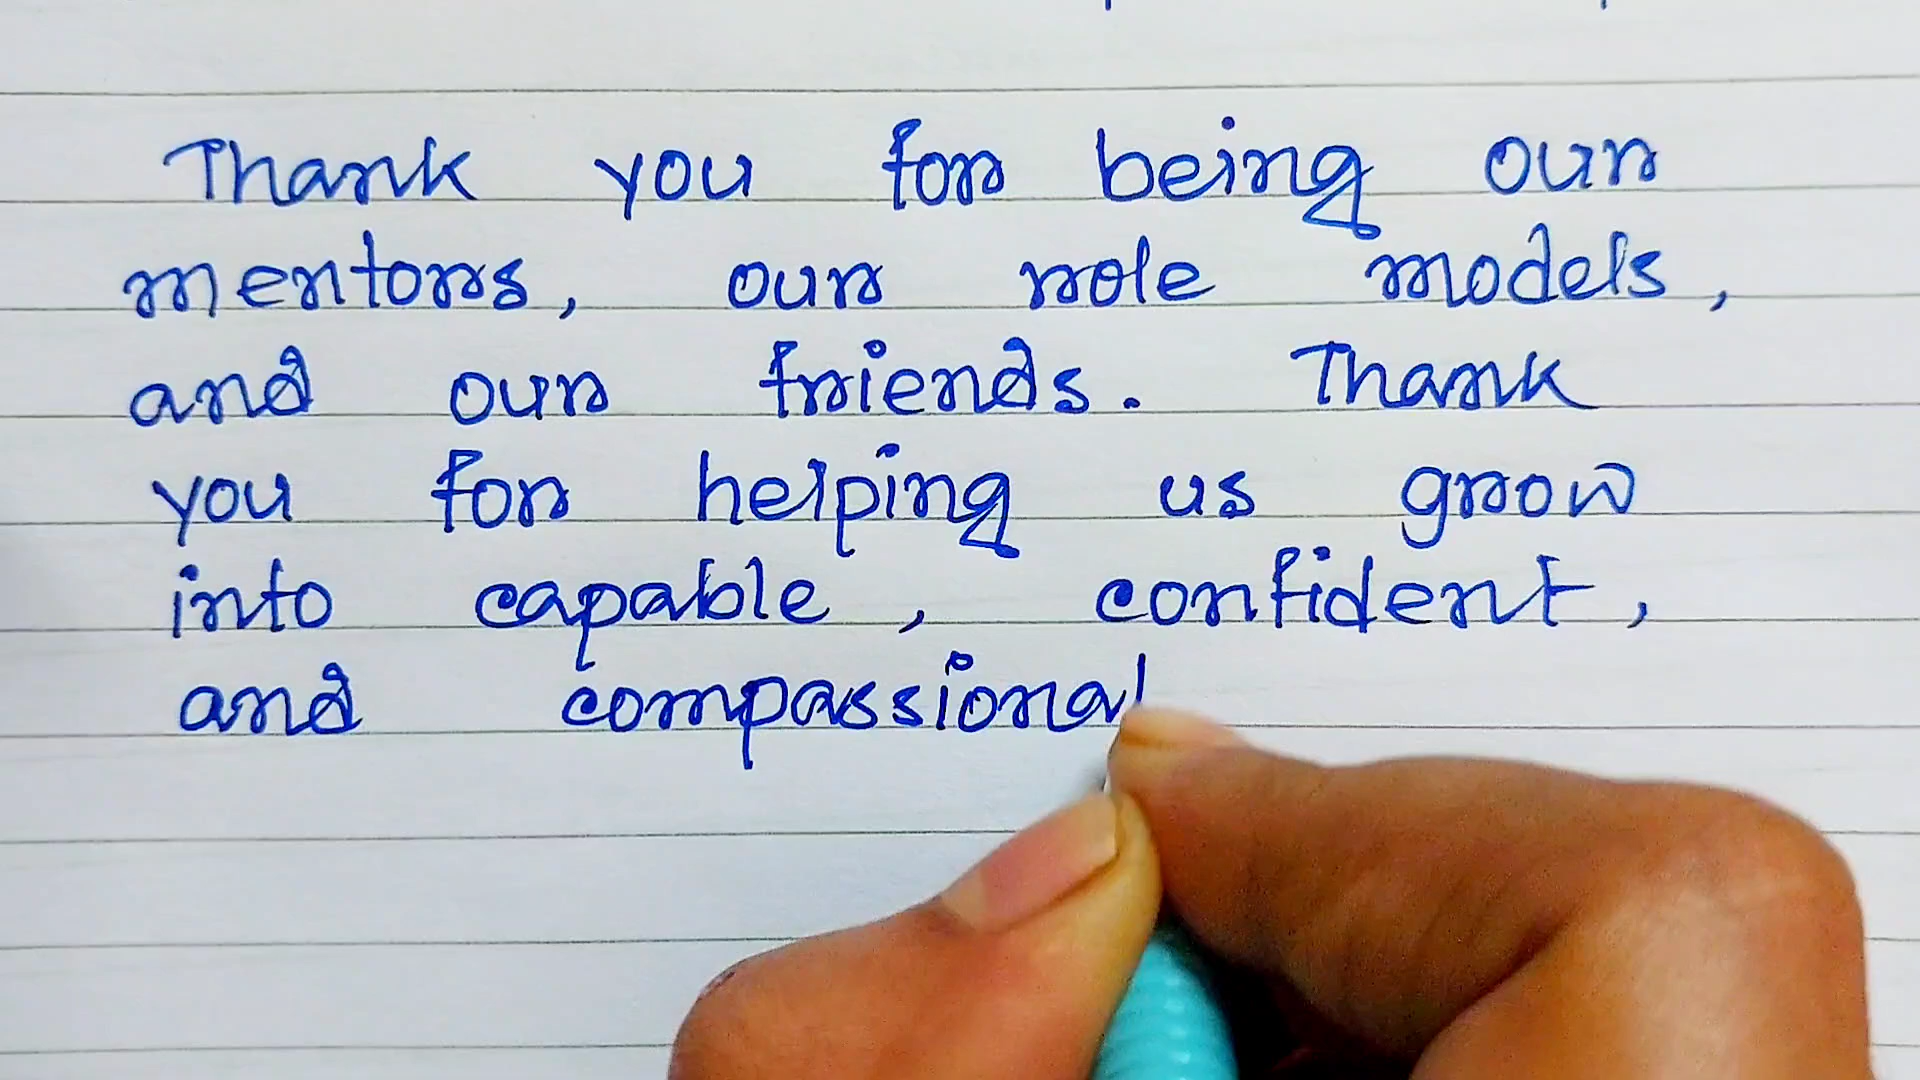 Thank you for being our
mentors, our role models,
and our friends. Thank
you for helping us grow
into capable, confident,
and compassionat